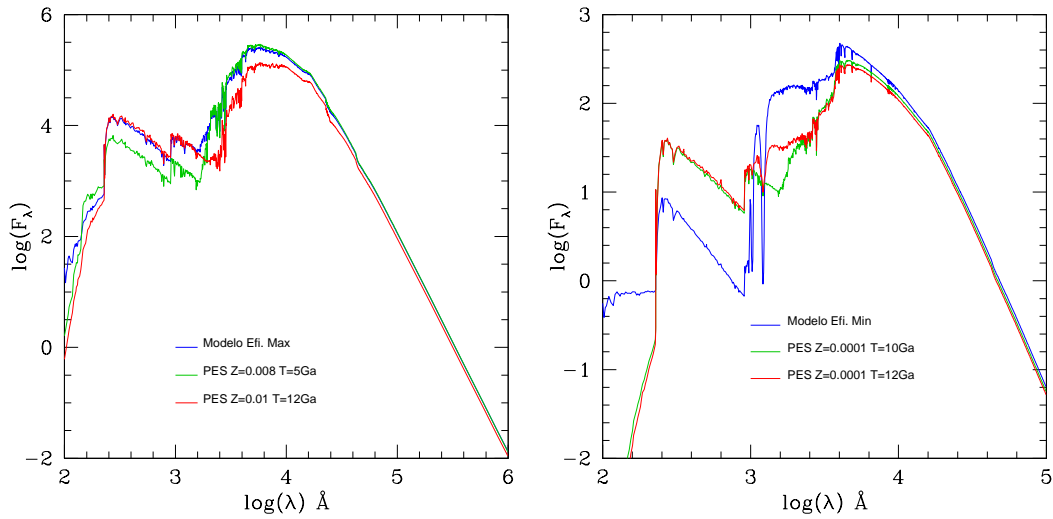 6
4
2
0
−2
log(Fλ)
Modelo Efi. Max
PES Z=0.008 T=5Ga
PES Z=0.01 T=12Ga
2 3 4 5 6
log(λ) Å
3
2
1
0
−1
−2
log(Fλ)
Modelo Efi. Min
PES Z=0.0001 T=10Ga
PES Z=0.0001 T=12Ga
2 3 4 5
log(λ) Å